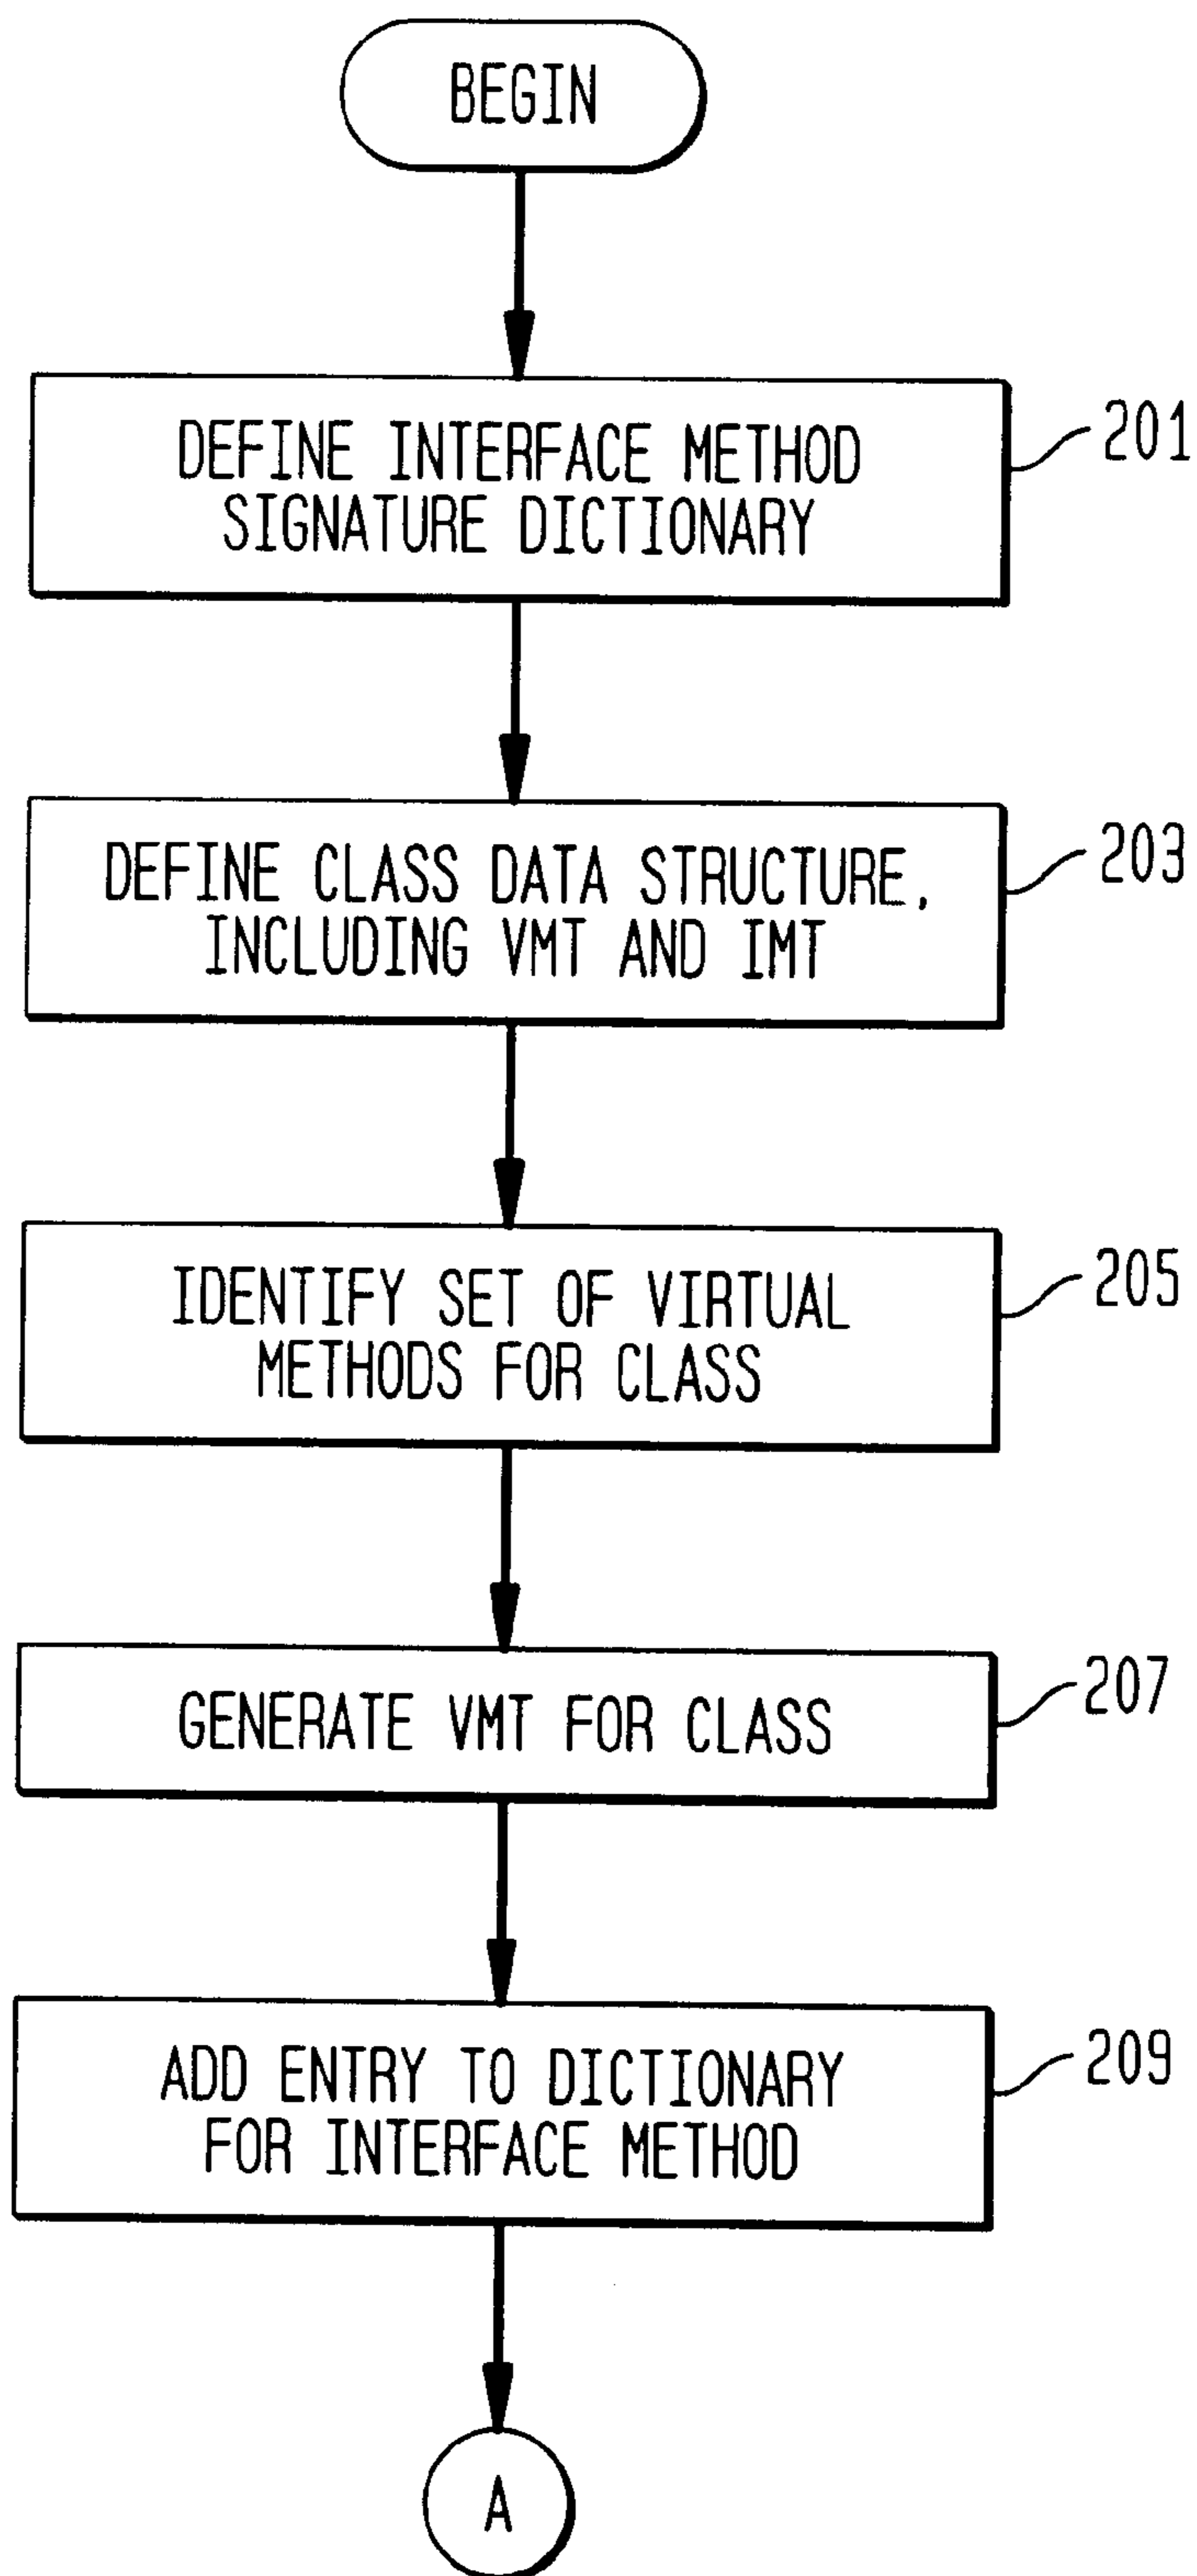 BEGIN
DEFINE INTERFACE METHOD
SIGNATURE DICTIONARY
201
DEFINE CLASS DATA STRUCTURE,
INCLUDING VMT AND IMT
203
IDENTIFY SET OF VIRTUAL
METHODS FOR CLASS
205
GENERATE VMT FOR CLASS
207
ADD ENTRY TO DICTIONARY
FOR INTERFACE METHOD
209
A